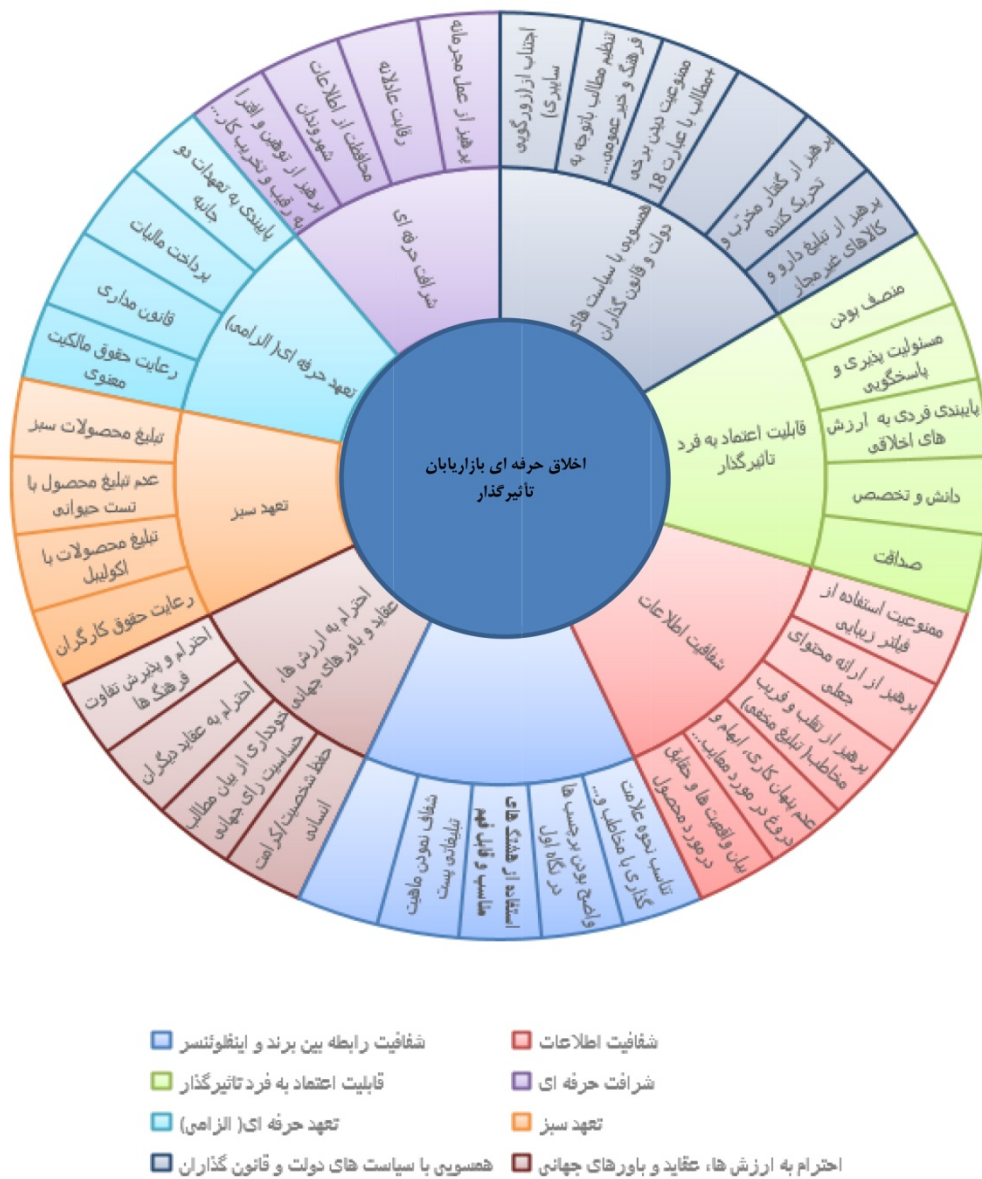 اخلاق حرفه ای بازاریابان
تأثیرگذار
همسویی با سیاست های
دولت و قانون گذاران
اجتناب از(زورگویی
سایبری)
تنظیم مطالب باتوجه به
فرهنگ و خیر عمومی...
ممنوعیت دیدن برخی
مطالب با عبارت 18+
پرهیز از گفتار مخرّب و
تحریک کننده
پرهیز از تبلیغ دارو و
کالاهای غیرمجاز
قابلیت اعتماد به فرد
تاثیرگذار
منصف بودن
مسئولیت پذیری و
پاسخگویی
پایبندی فردی به ارزش
های اخلاقی
دانش و تخصص
صداقت
شفافیت اطلاعات
ممنوعیت استفاده از
فیلتر زیبایی
پرهیز از ارائه محتوای
جعلی
پرهیز از تقلب و فریب
مخاطب( تبلیغ مخفی)
عدم پنهان کاری، ابهام و
دروغ در مورد معایب...
بیان واقعیت ها و حقایق
درمورد محصول
تناسب نحوه علامت
گذاری با مخاطب و...
واضح بودن برچسب ها
در نگاه اول
استفاده از هشتگ های
مناسب و قابل فهم
شفاف نمودن ماهیت
تبلیغاتی پست
احترام به ارزش ها،
عقاید و باورهای جهانی
حفظ شخصیت/کرامت
انسانی
خودداری از بیان مطالب
حساسیت زای جهانی
احترام به عقاید دیگران
احترام و پذیرش تفاوت
فرهنگ ها
تعهد سبز
رعایت حقوق کارگران
تبلیغ محصولات با
اکولیبل
عدم تبلیغ محصول با
تست حیوانی
تبلیغ محصولات سبز
تعهد حرفه ای( الزامی)
رعایت حقوق مالکیت
معنوی
قانون مداری
پرداخت مالیات
پایبندی به تعهدات دو
جانبه
شرافت حرفه ای
پرهیز از توهین و افترا
به رقیب و تخریب کار...
محافظت از اطلاعات
شهروندان
رقابت عادلانه
پرهیز از عمل مجرمانه
شفافیت اطلاعات
شفافیت رابطه بین برند و اینفلوئنسر
شرافت حرفه ای
قابلیت اعتماد به فرد تاثیرگذار
تعهد سبز
تعهد حرفه ای( الزامی)
احترام به ارزش ها، عقاید و باورهای جهانی
همسویی با سیاست های دولت و قانون گذاران